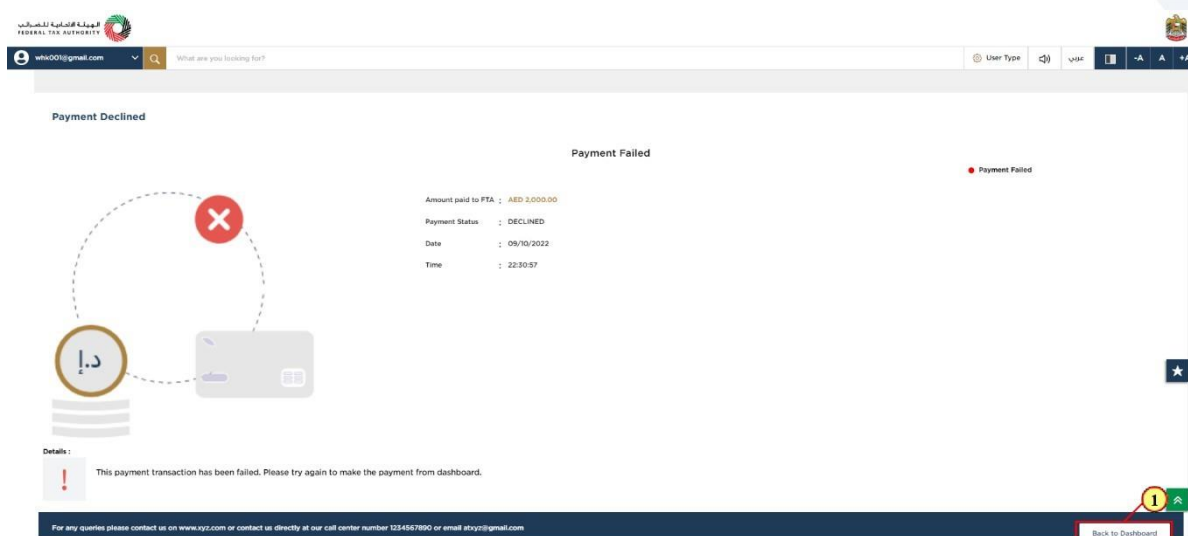 الهيئة الاتحادية للضرائب
FEDERAL TAX AUTHORITY
whk001@gmail.com What are you looking for? User Type عربي -A A +A
Payment Declined
Payment Failed
Payment Failed
Amount paid to FTA : AED 2,000.00
Payment Status : DECLINED
Date : 09/10/2022
Time : 22:30:57
د.إ
Details :
! This payment transaction has been failed. Please try again to make the payment from dashboard.
1
For any queries please contact us on www.xyz.com or contact us directly at our call center number 1234567890 or email atxyz@gmail.com
Back to Dashboard